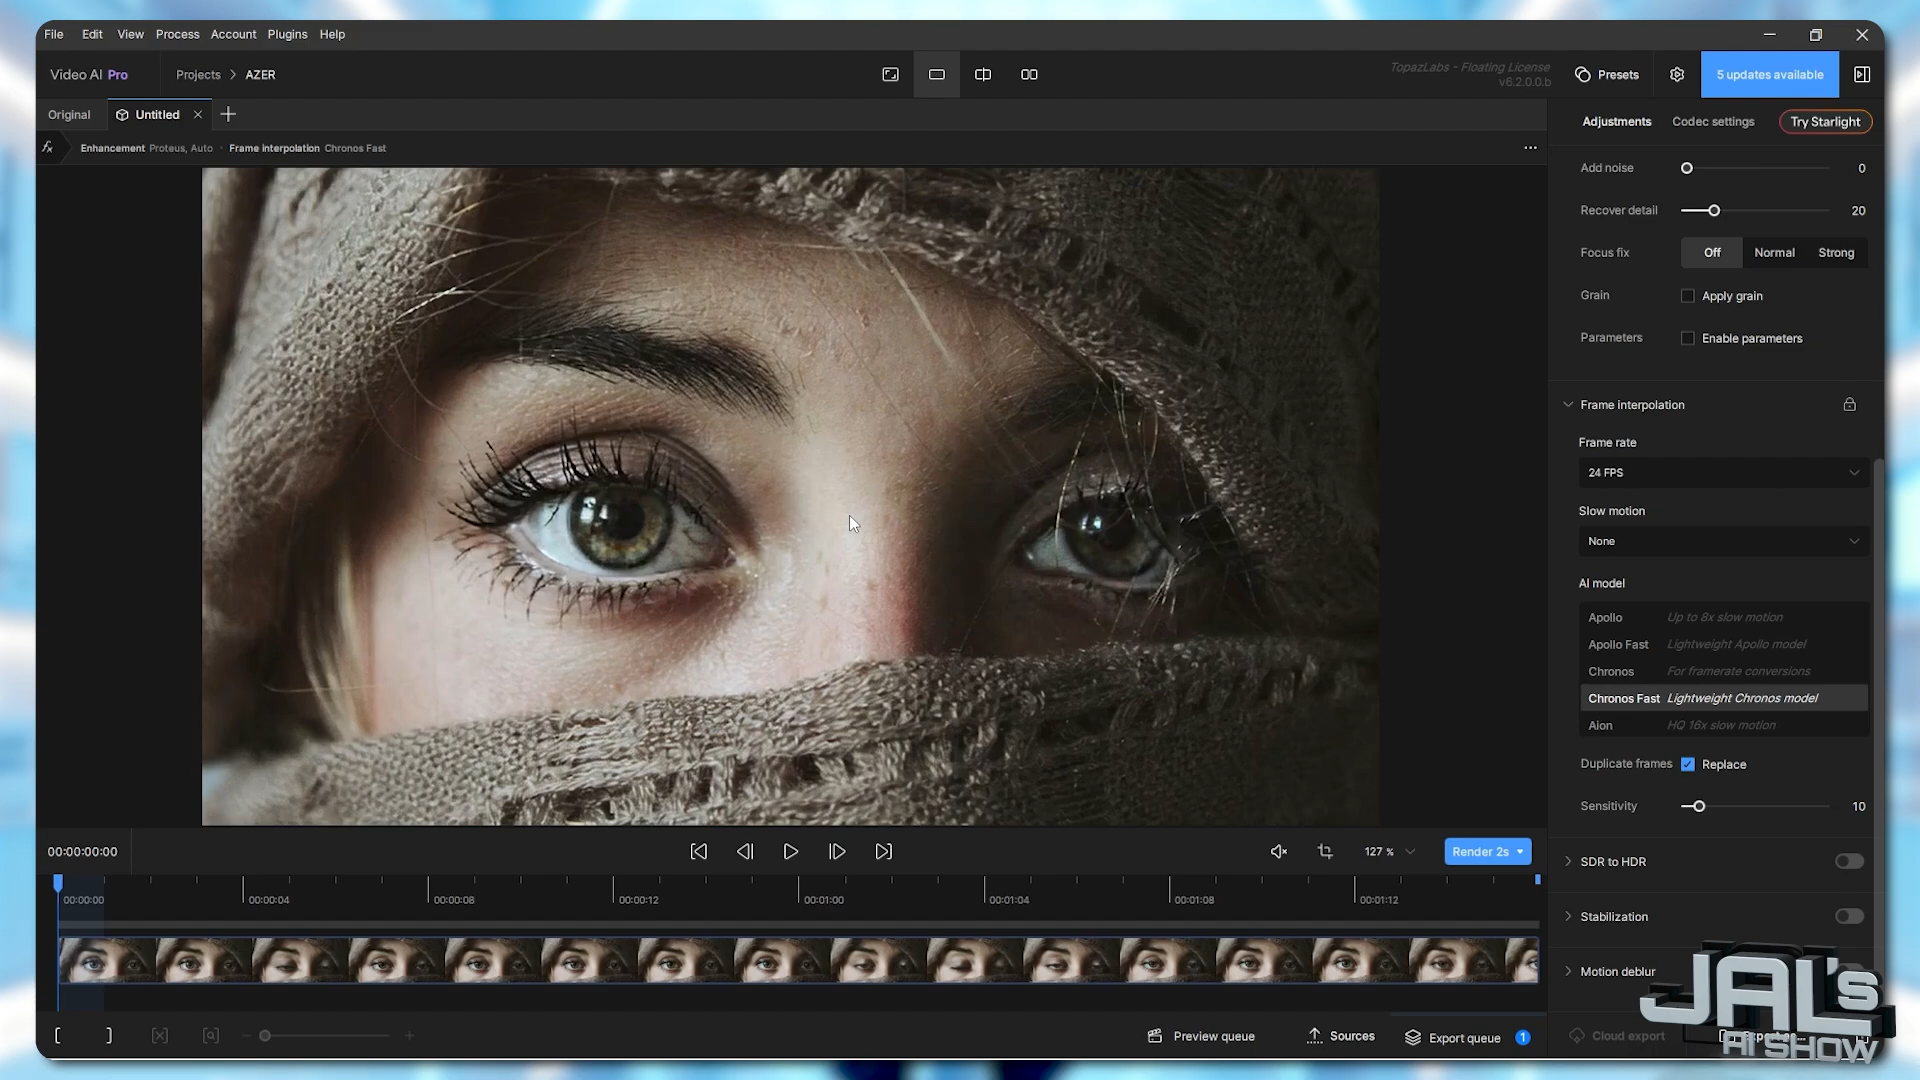 File Edit View Process Account Plugins Help
Video AI Pro Projects > AZER
TopazLabs - Floating License
v6.2.0.0.b
Presets
5 updates available
Original Untitled
Adjustments Codec settings Try Starlight
fx Enhancement Proteus, Auto · Frame interpolation Chronos Fast ...
Add noise 0
Recover detail 20
Focus fix Off Normal Strong
Grain Apply grain
Parameters Enable parameters
Frame interpolation
Frame rate
24 FPS
Slow motion
None
AI model
Apollo Up to 8x slow motion
Apollo Fast Lightweight Apollo model
Chronos For framerate conversions
Chronos Fast Lightweight Chronos model
Aion HQ 16x slow motion
Duplicate frames Replace
Sensitivity 10
00:00:00:00 127 % Render 2s
SDR to HDR
00:00:00 00:00:04 00:00:08 00:00:12 00:01:00 00:01:04 00:01:08 00:01:12
Stabilization
Motion deblur
Preview queue Sources Export queue 1 Cloud export
JAL's
AI SHOW